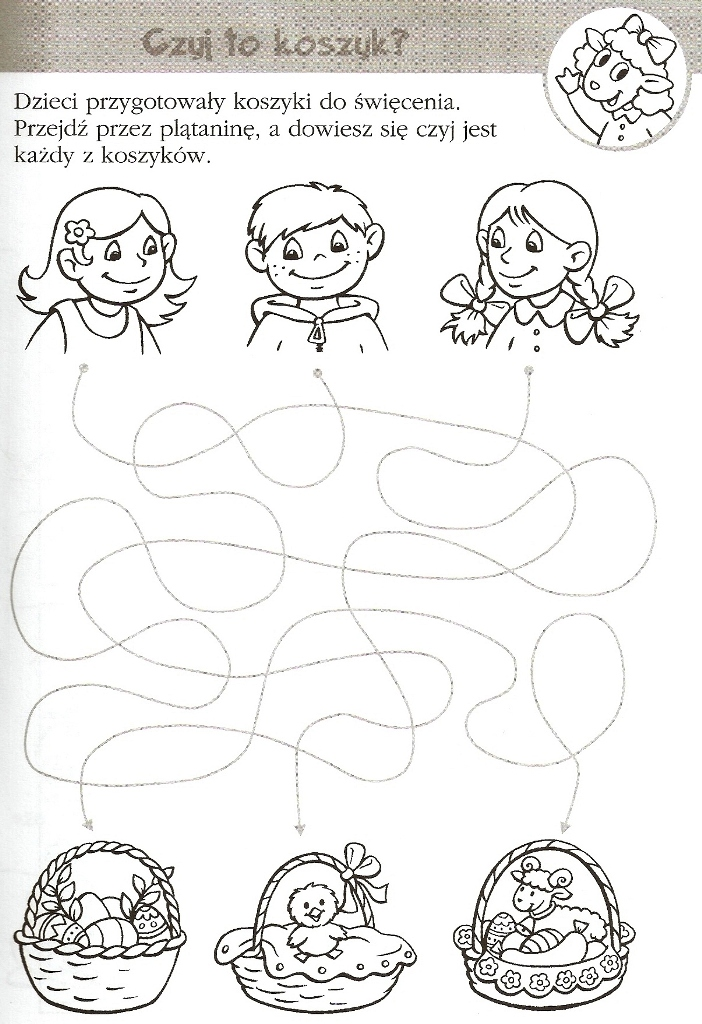 Czyj to koszyk?
Dzieci przygotowały koszyki do święcenia.
Przejdź przez plątaninę, a dowiesz się czyj jest
każdy z koszyków.